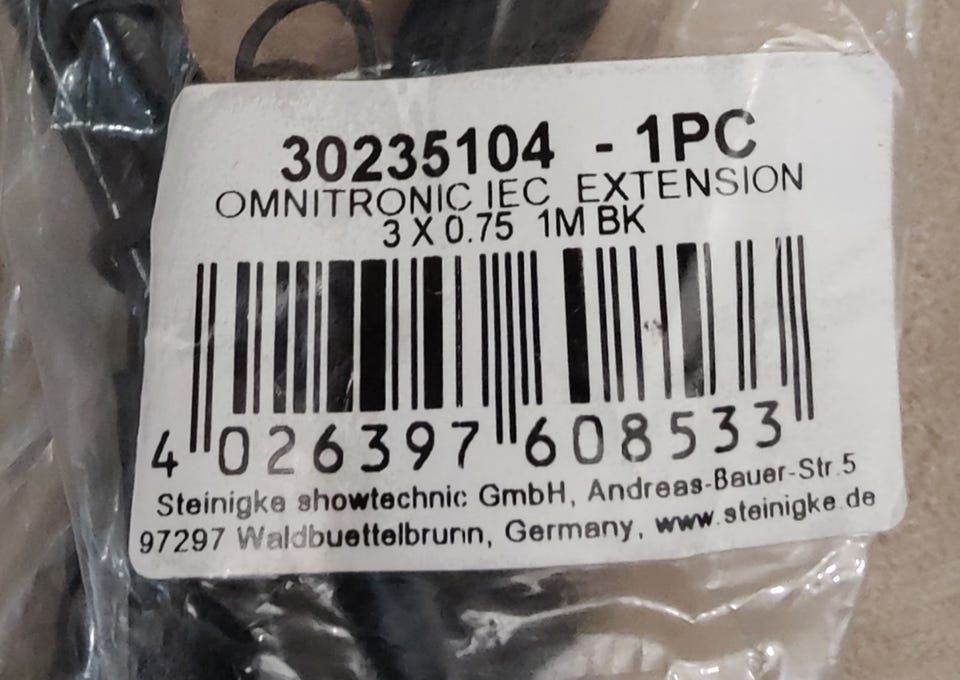 30235104 - 1PC
OMNITRONIC IEC EXTENSION
3 X 0.75 1M BK
4 026397 608533
Steinigke showtechnic GmbH, Andreas-Bauer-Str.5
97297 Waldbuettelbrunn, Germany, www.steinigke.de